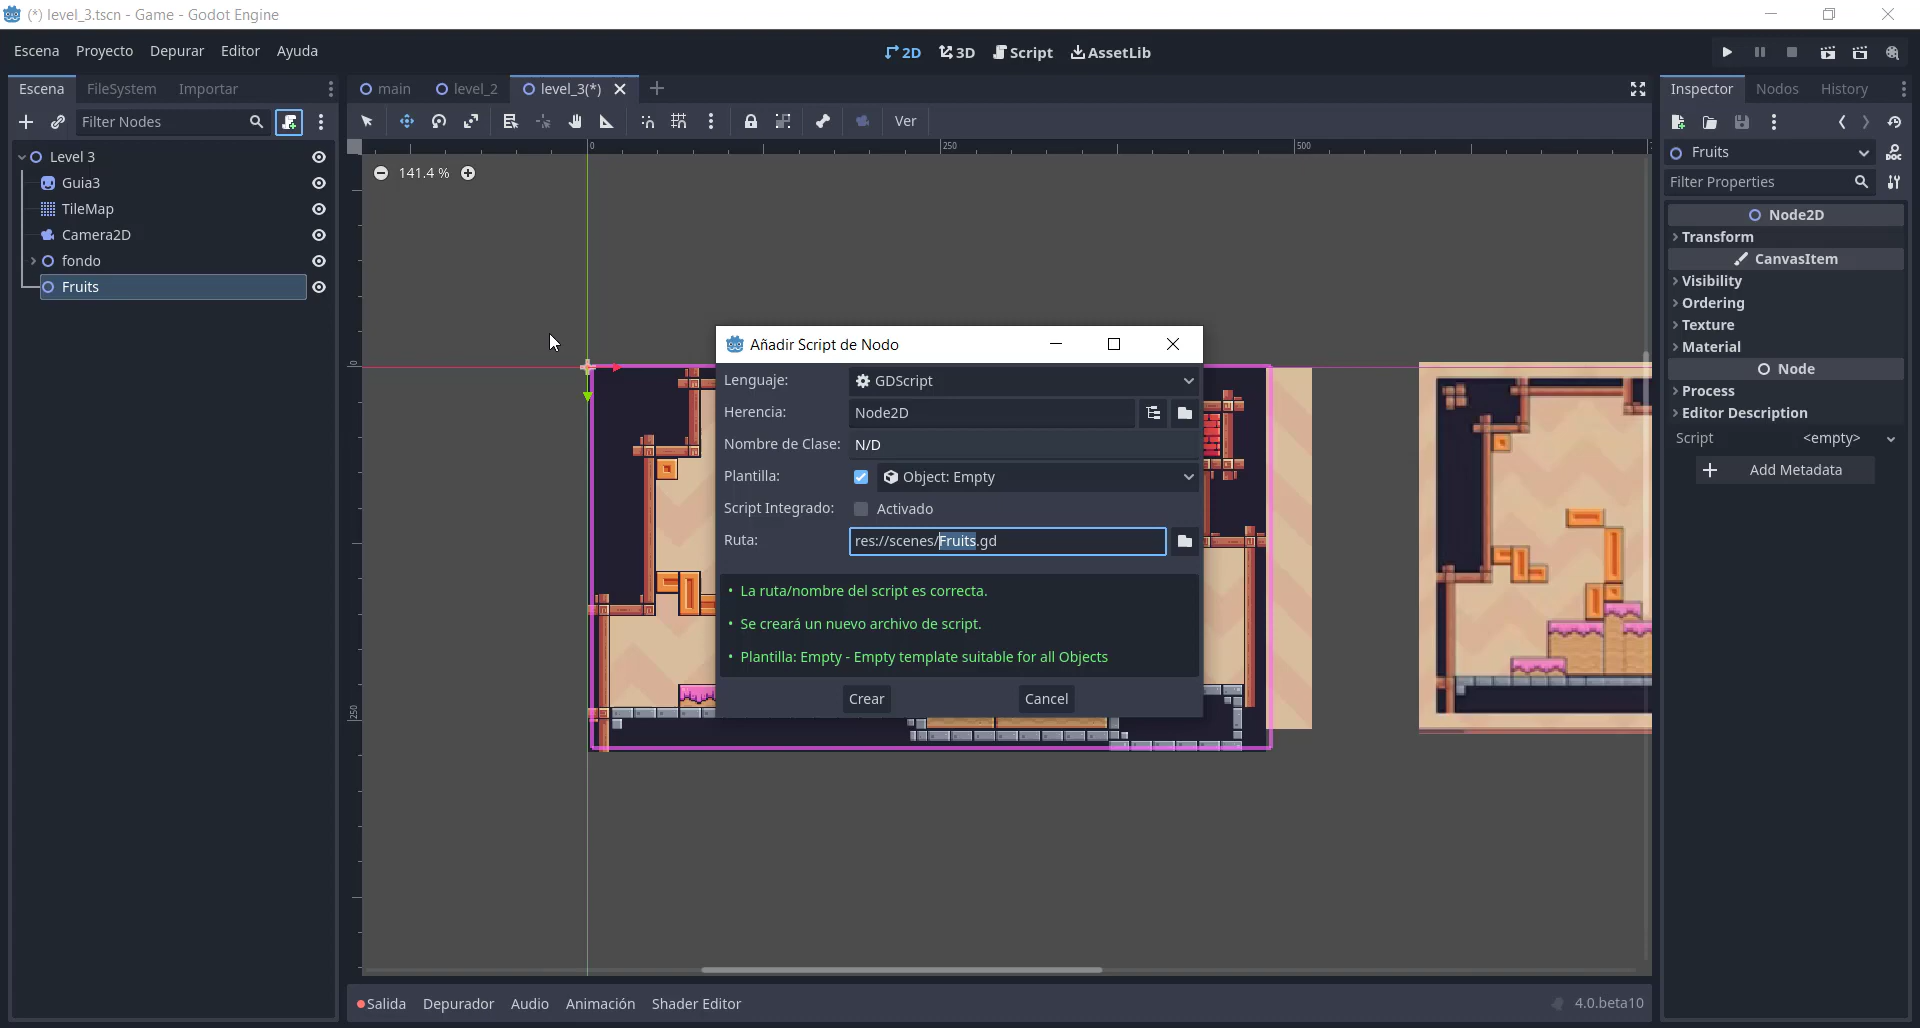 (*) level_3.tscn - Game - Godot Engine
Escena Proyecto Depurar Editor Ayuda
2D 3D Script AssetLib
Escena FileSystem Importar
Filter Nodes
Level 3
Guia3
TileMap
Camera2D
fondo
Fruits
main level_2 level_3(*)
Ver
0 250 500
0
250
141.4 %
Añadir Script de Nodo
Lenguaje: GDScript
Herencia: Node2D
Nombre de Clase: N/D
Plantilla: Object: Empty
Script Integrado: Activado
Ruta: res://scenes/Fruits.gd
• La ruta/nombre del script es correcta.
• Se creará un nuevo archivo de script.
• Plantilla: Empty - Empty template suitable for all Objects
Crear Cancel
Salida Depurador Audio Animación Shader Editor
4.0.beta10
Inspector Nodos History
Fruits
DOC
Filter Properties
Node2D
Transform
CanvasItem
Visibility
Ordering
Texture
Material
Node
Process
Editor Description
Script <empty>
Add Metadata